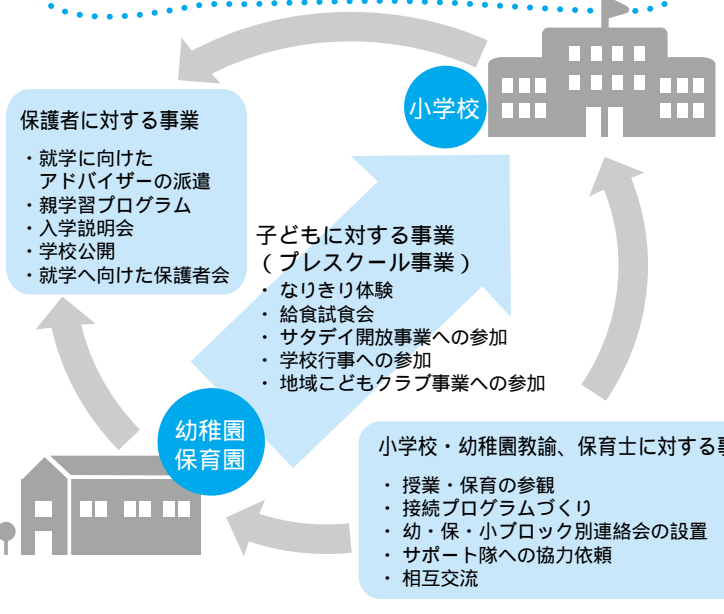 小学校
保護者に対する事業
・就学に向けた
アドバイザーの派遣
・親学習プログラム
・入学説明会
・学校公開
・就学へ向けた保護者会
子どもに対する事業
(プレスクール事業)
・ なりきり体験
・ 給食試食会
・ サタデイ開放事業への参加
・ 学校行事への参加
・ 地域こどもクラブ事業への参加
幼稚園
保育園
小学校・幼稚園教諭、保育士に対する事
・ 授業・保育の参観
・ 接続プログラムづくり
・ 幼・保・小ブロック別連絡会の設置
・ サポート隊への協力依頼
・ 相互交流